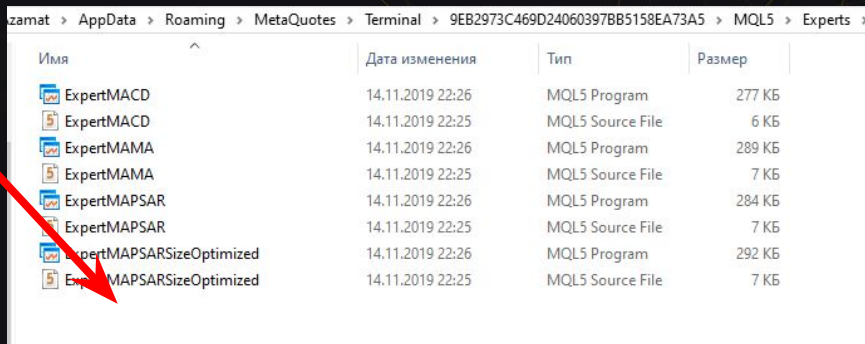 zamat > AppData > Roaming > MetaQuotes > Terminal > 9EB2973C469D24060397BB5158EA73A5 > MQL5 > Experts >
Имя Дата изменения Тип Размер
ExpertMACD 14.11.2019 22:26 MQL5 Program 277 КБ
ExpertMACD 14.11.2019 22:25 MQL5 Source File 6 КБ
ExpertMAMA 14.11.2019 22:26 MQL5 Program 289 КБ
ExpertMAMA 14.11.2019 22:25 MQL5 Source File 7 КБ
ExpertMAPSAR 14.11.2019 22:26 MQL5 Program 284 КБ
ExpertMAPSAR 14.11.2019 22:25 MQL5 Source File 7 КБ
ExpertMAPSARSizeOptimized 14.11.2019 22:26 MQL5 Program 292 КБ
ExpertMAPSARSizeOptimized 14.11.2019 22:25 MQL5 Source File 7 КБ